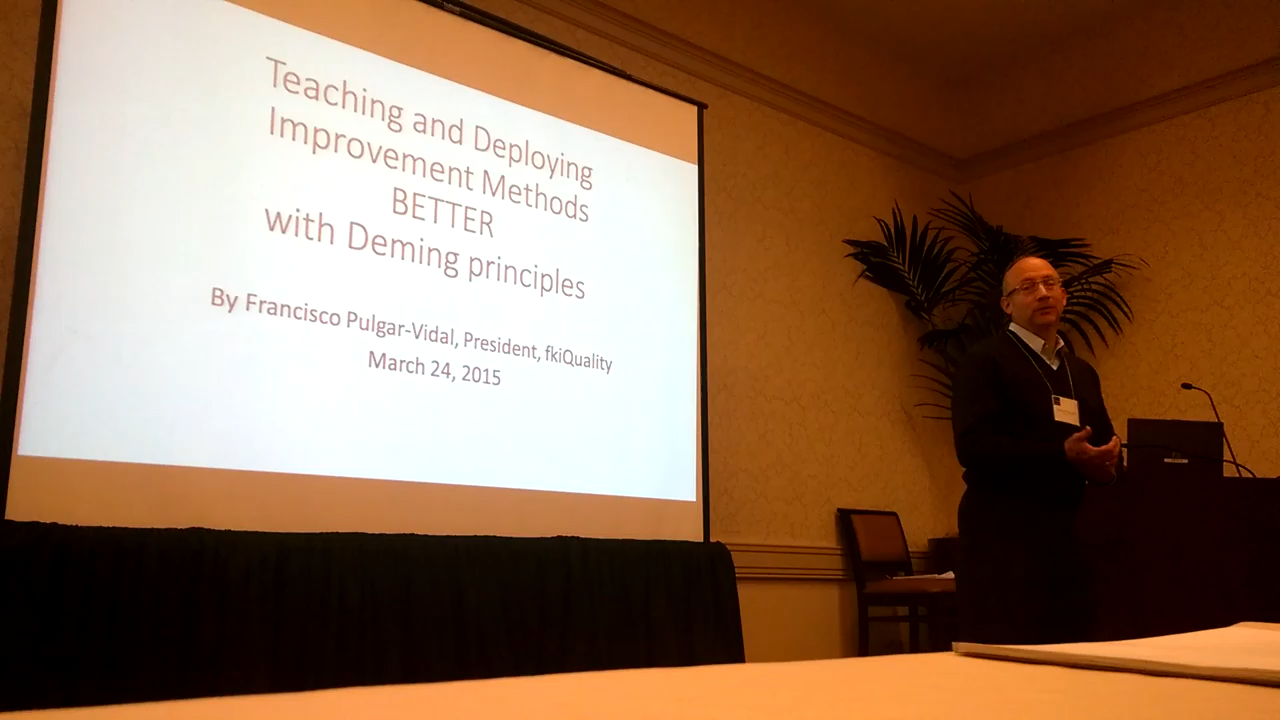 Teaching and Deploying
Improvement Methods
BETTER
with Deming principles
By Francisco Pulgar-Vidal, President, fkiQuality
March 24, 2015